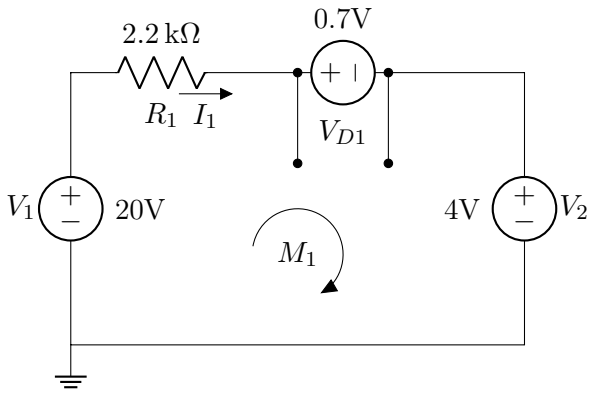 0.7V
2.2 kΩ
+ −
R1 I1
VD1
V1 + − 20V
4V + − V2
M1